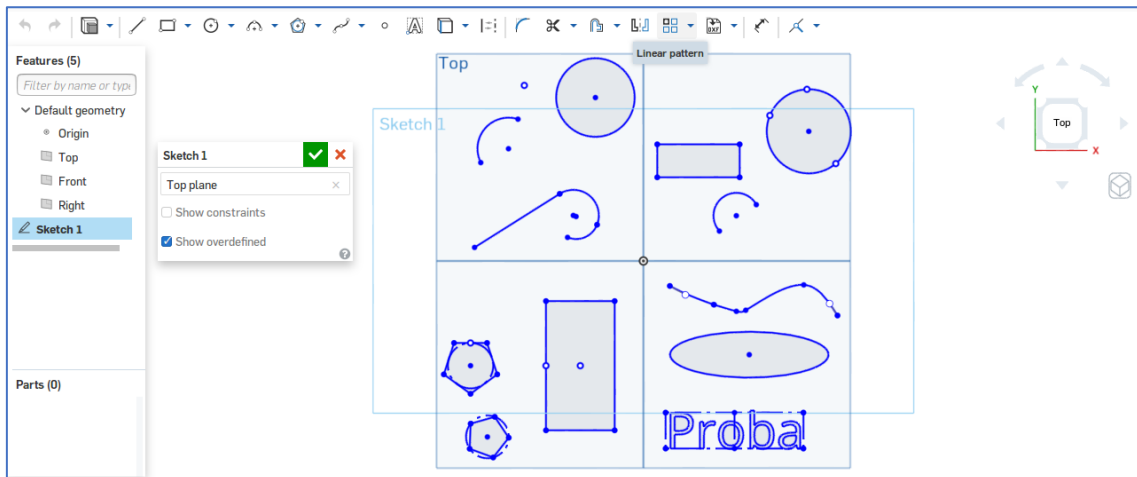 DXF
Linear pattern
Features (5)
Filter by name or type
Default geometry
Origin
Top
Front
Right
Sketch 1
Parts (0)
Sketch 1
Top plane
Show constraints
Show overdefined
Top
Sketch 1
Proba
Y
Top
X